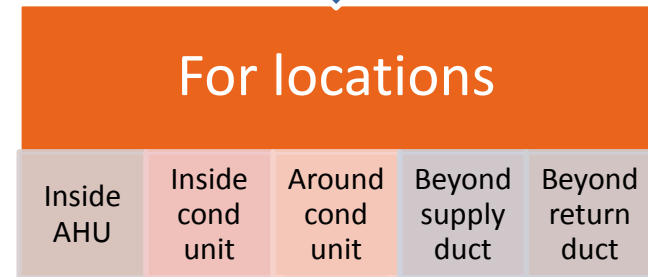 For locations
Inside
AHU
Inside
cond
unit
Around
cond
unit
Beyond
supply
duct
Beyond
return
duct